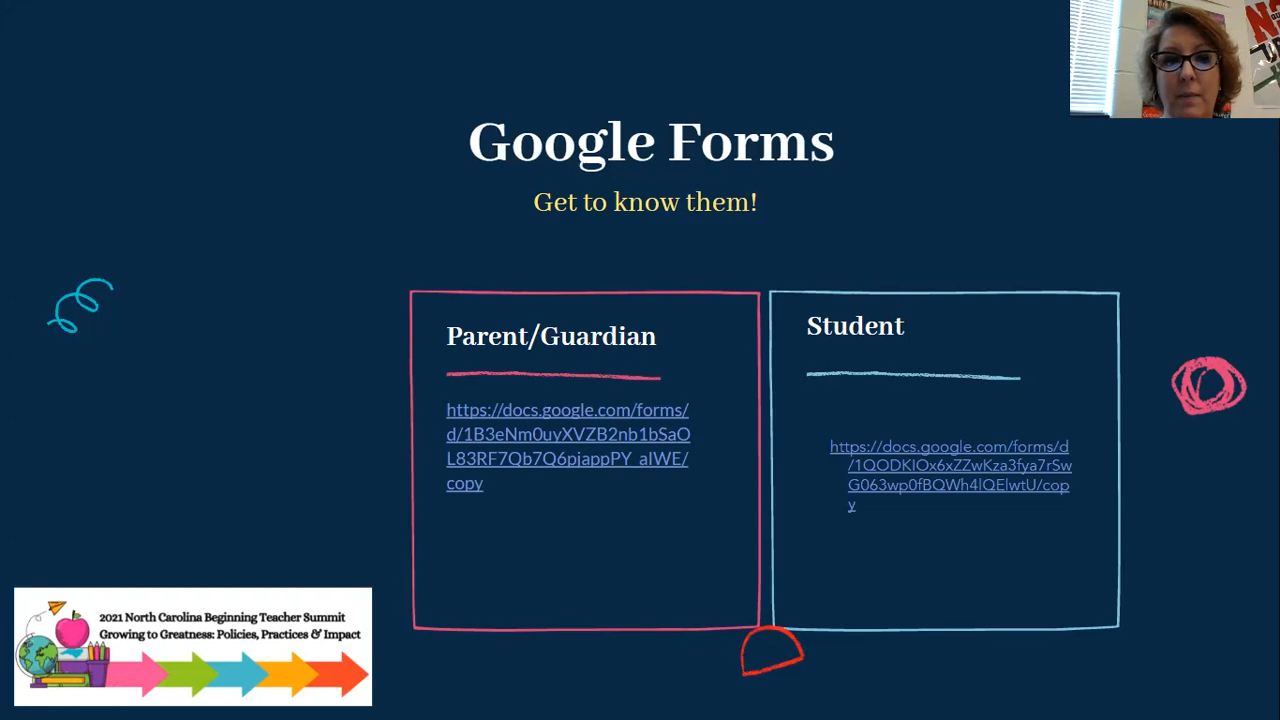 Google Forms
Get to know them!
Parent/Guardian
https://docs.google.com/forms/
d/1B3eNm0uyXVZB2nb1bSaO
L83RF7Qb7Q6pjappPY_aIWE/
copy
Student
https://docs.google.com/forms/d
/1QODKIOx6xZZwKza3fya7rSw
G063wp0fBQWh4lQElwtU/cop
y
2021 North Carolina Beginning Teacher Summit
Growing to Greatness: Policies, Practices & Impact